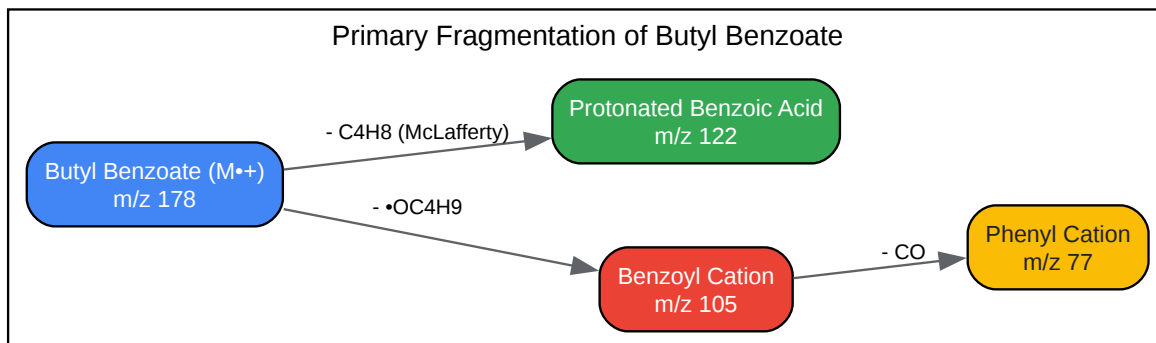 Primary Fragmentation of Butyl Benzoate
Protonated Benzoic Acid
m/z 122
- C4H8 (McLafferty)
Butyl Benzoate (M•+)
m/z 178
- •OC4H9
Benzoyl Cation
m/z 105
- CO
Phenyl Cation
m/z 77